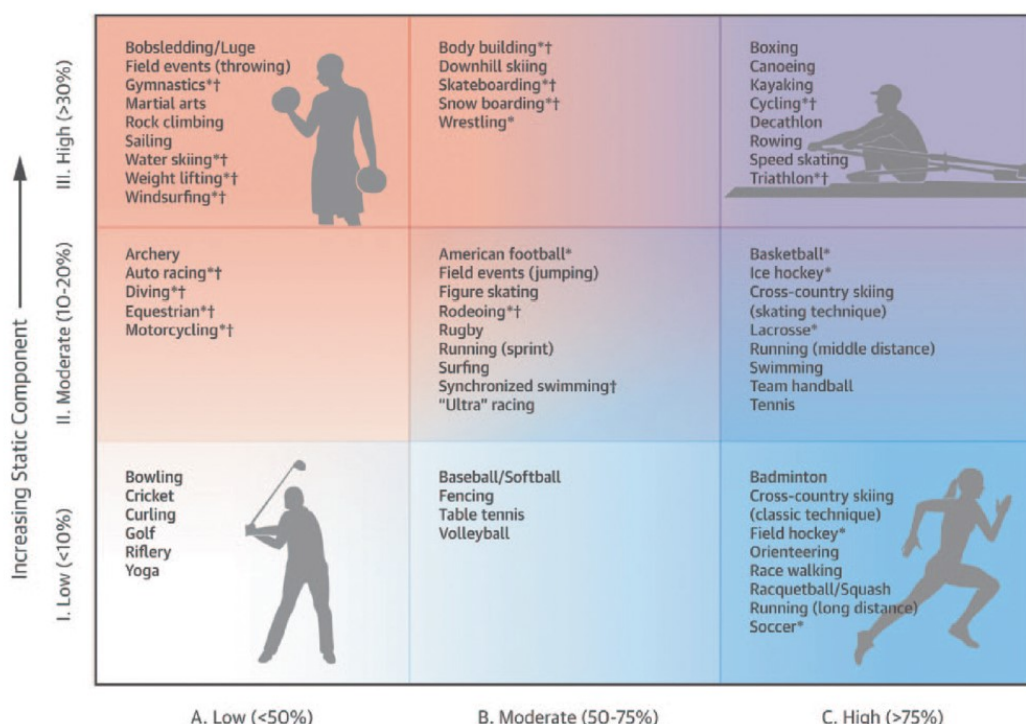 Increasing Static Component
III. High (>30%)
Bobsledding/Luge
Field events (throwing)
Gymnastics*†
Martial arts
Rock climbing
Sailing
Water skiing*†
Weight lifting*†
Windsurfing*†
Body building*†
Downhill skiing
Skateboarding*†
Snow boarding*†
Wrestling*
Boxing
Canoeing
Kayaking
Cycling*†
Decathlon
Rowing
Speed skating
Triathlon*†
II. Moderate (10-20%)
Archery
Auto racing*†
Diving*†
Equestrian*†
Motorcycling*†
American football*
Field events (jumping)
Figure skating
Rodeoing*†
Rugby
Running (sprint)
Surfing
Synchronized swimming†
"Ultra" racing
Basketball*
Ice hockey*
Cross-country skiing
(skating technique)
Lacrosse*
Running (middle distance)
Swimming
Team handball
Tennis
I. Low (<10%)
Bowling
Cricket
Curling
Golf
Riflery
Yoga
Baseball/Softball
Fencing
Table tennis
Volleyball
Badminton
Cross-country skiing
(classic technique)
Field hockey*
Orienteering
Race walking
Racquetball/Squash
Running (long distance)
Soccer*
A. Low (<50%)
B. Moderate (50-75%)
C. High (>75%)